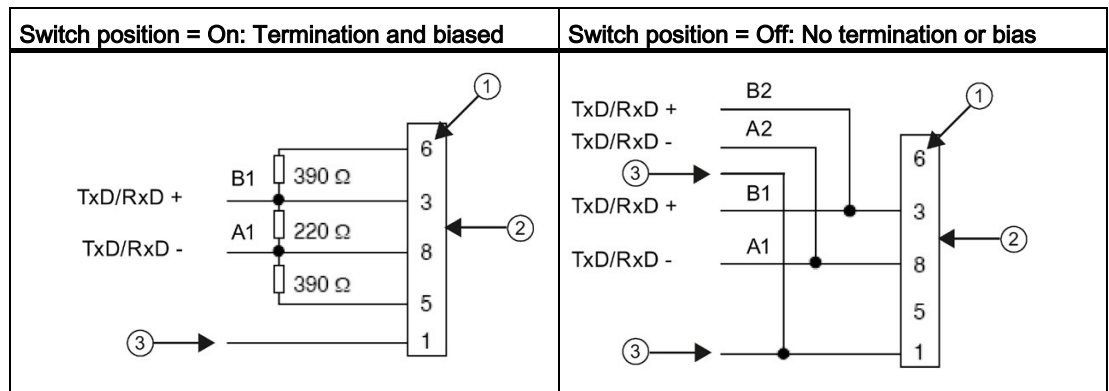 Switch position = On: Termination and biased
Switch position = Off: No termination or bias
1
6
390 Ω
B1
TxD/RxD +
3
220 Ω
2
A1
TxD/RxD -
8
390 Ω
5
3
1
B2
TxD/RxD +
1
A2
TxD/RxD -
6
3
B1
TxD/RxD +
3
2
A1
TxD/RxD -
8
5
3
1